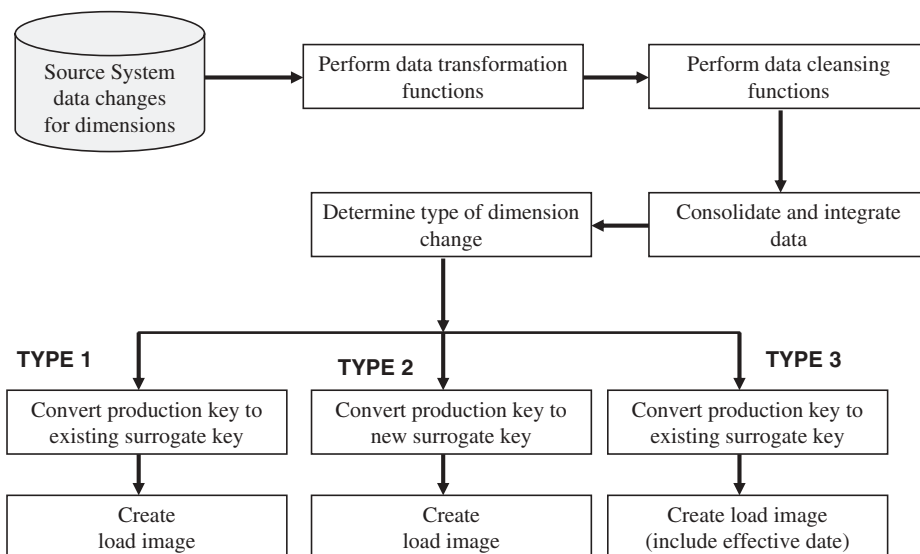 Source System
data changes
for dimensions
Perform data transformation
functions
Perform data cleansing
functions
Determine type of dimension
change
Consolidate and integrate
data
TYPE 1
TYPE 2
TYPE 3
Convert production key to
existing surrogate key
Convert production key to
new surrogate key
Convert production key to
existing surrogate key
Create
load image
Create
load image
Create load image
(include effective date)